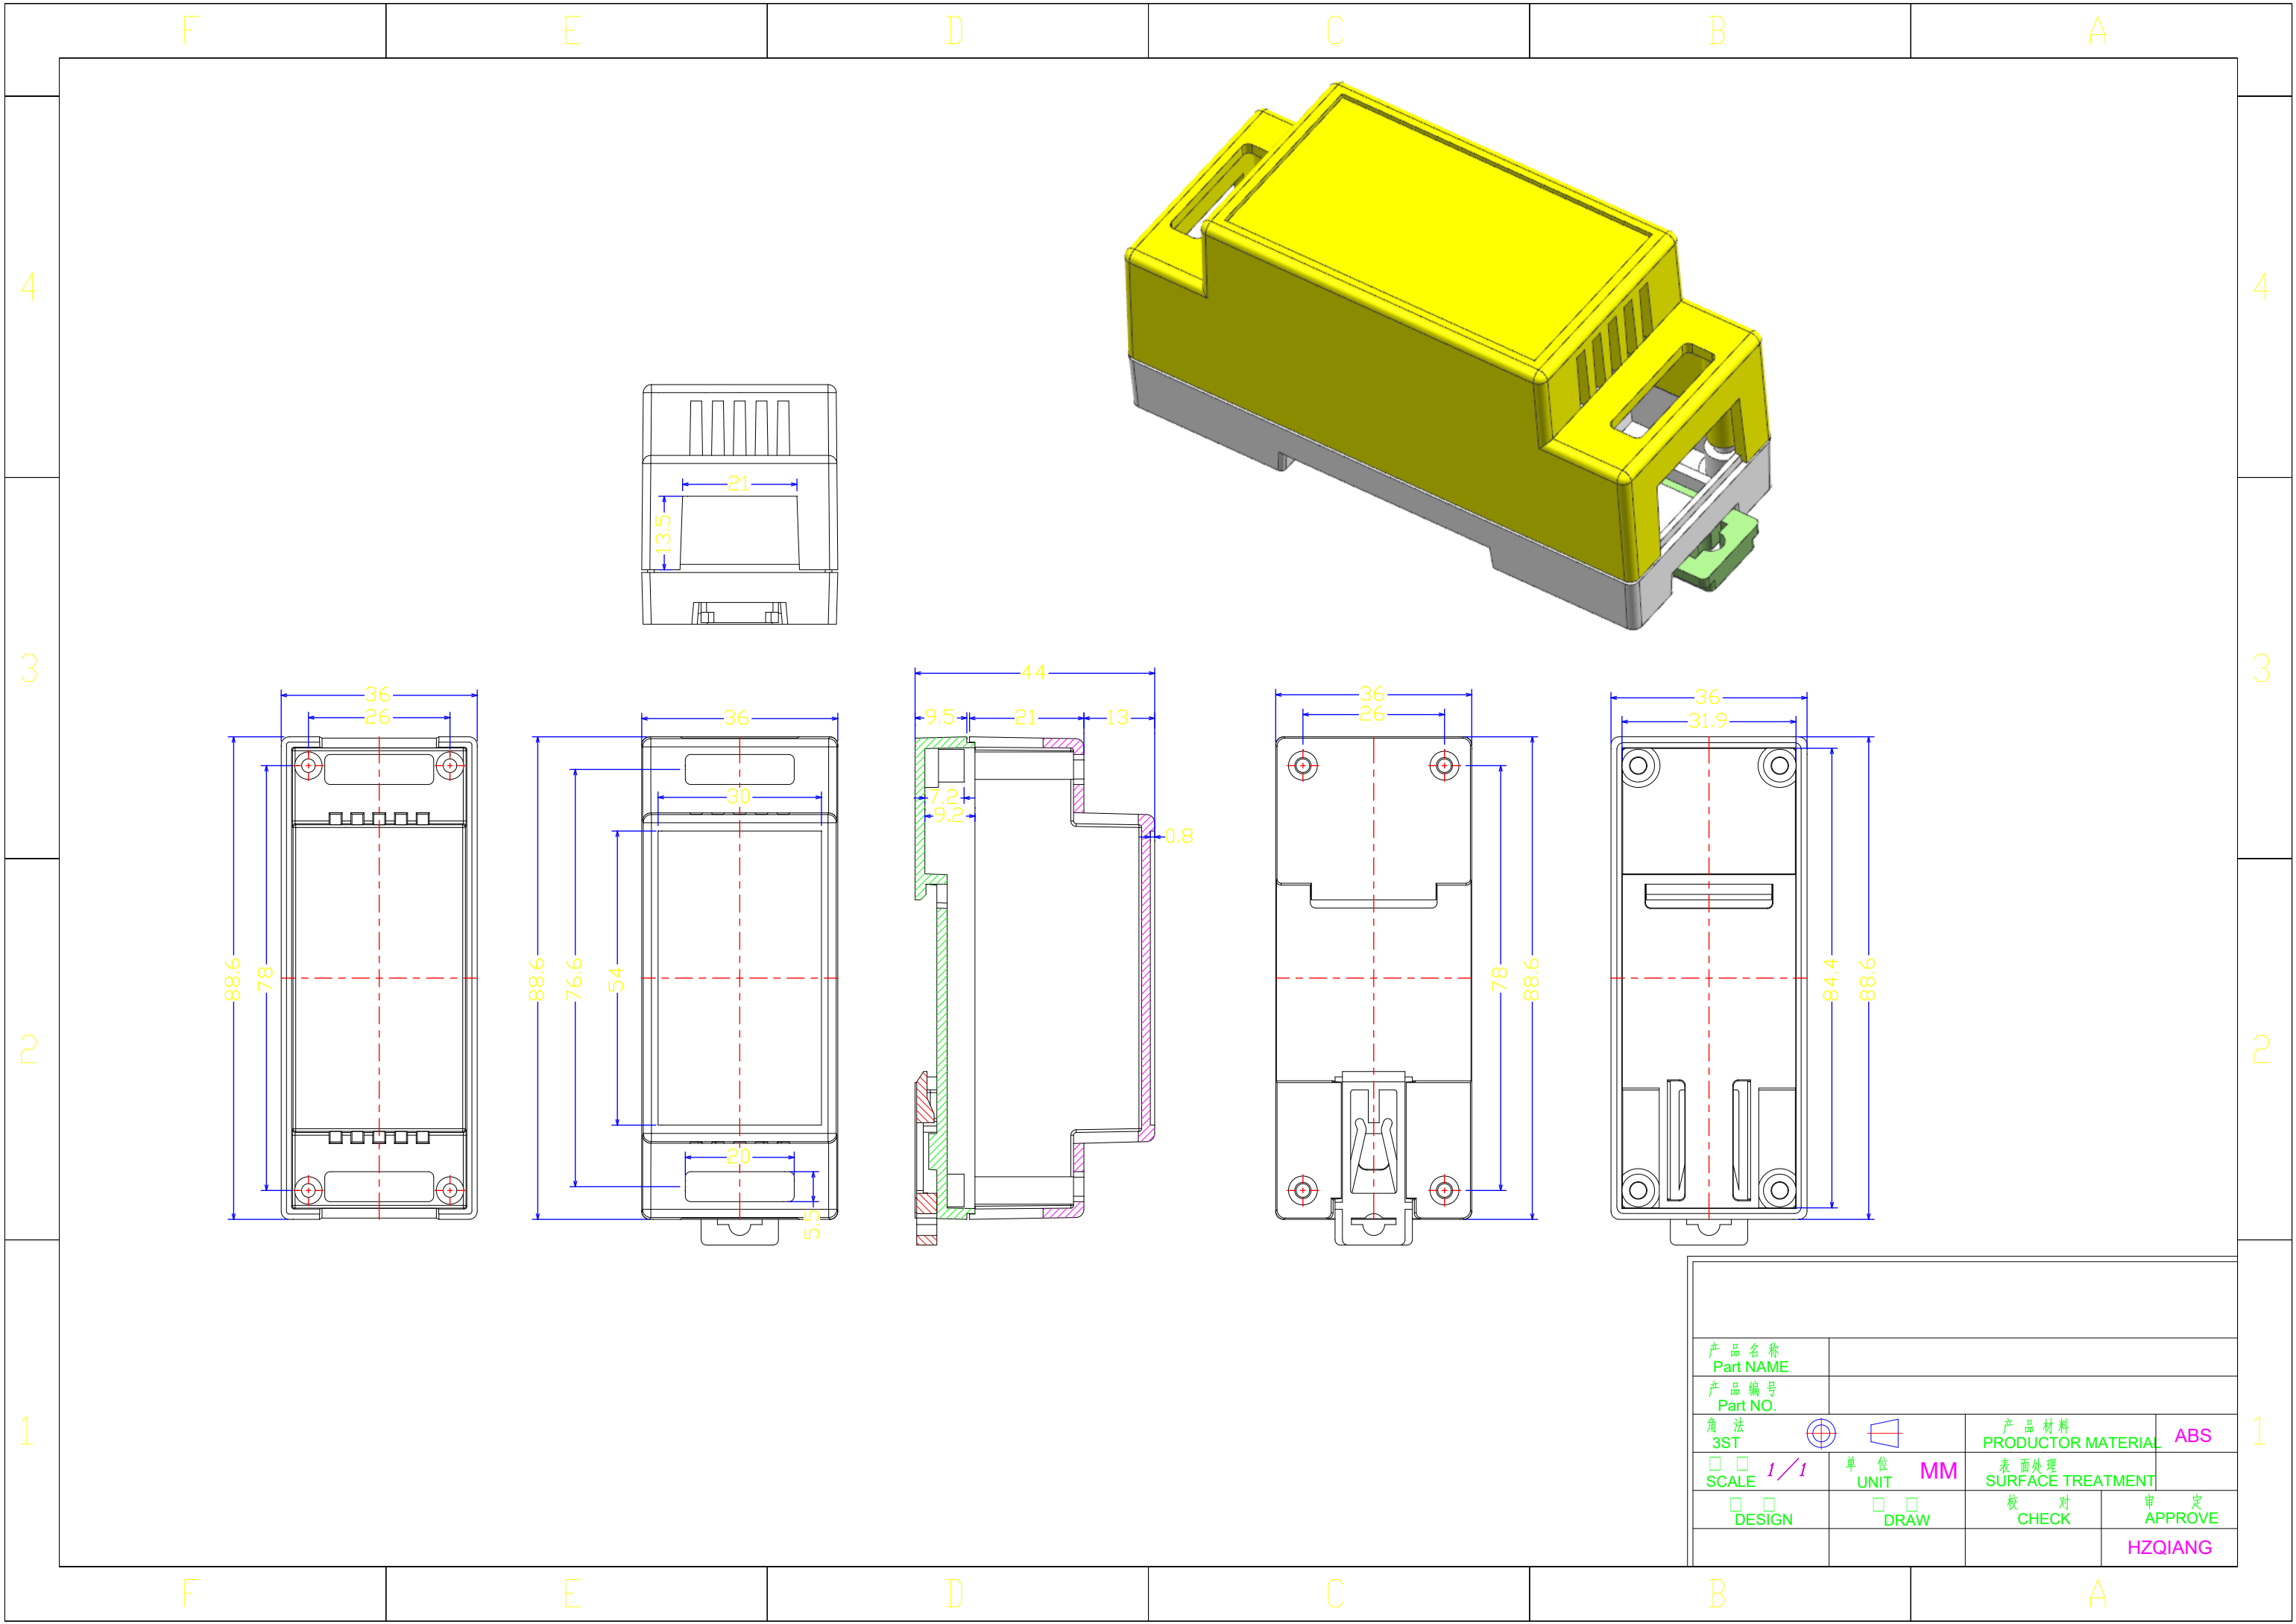 F E D C B A
4 4
21
13.5
3 3
44
36
26
36
9.5 21 13
36
26
36
31.9
30
7.2
9.2
0.8
88.6
78
88.6
76.6
54
78
88.6
84.4
88.6
2 2
20
5.5
产品名称
Part NAME
产品编号
Part NO.
角法
3ST
产品材料
PRODUCTOR MATERIAL
ABS
□ □
SCALE 1/1
单位
UNIT MM
表面处理
SURFACE TREATMENT
□ □
DESIGN
□ □
DRAW
校 对
CHECK
审 定
APPROVE
HZQIANG
1 1
F E D C B A